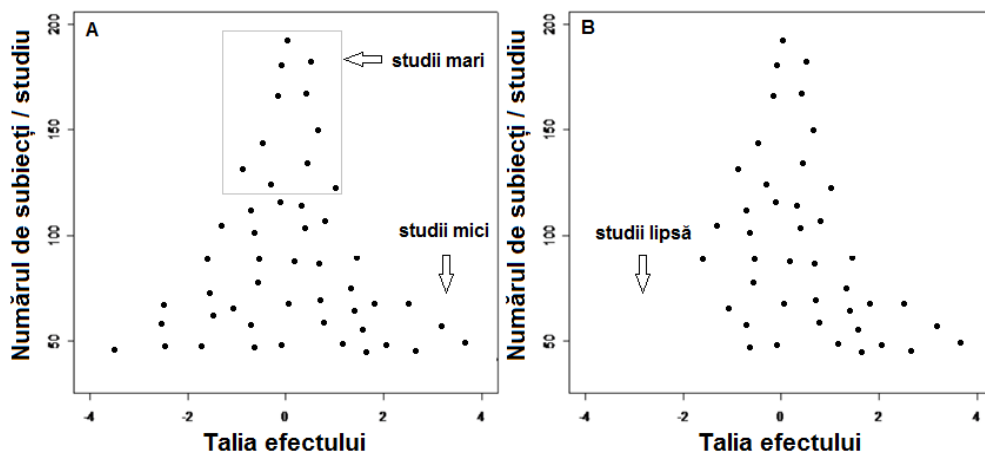 A
studii mari
studii mici
Numărul de subiecți / studiu
200
150
100
50
-4
-2
0
2
4
Talia efectului
B
studii lipsă
Numărul de subiecți / studiu
200
150
100
50
-4
-2
0
2
4
Talia efectului